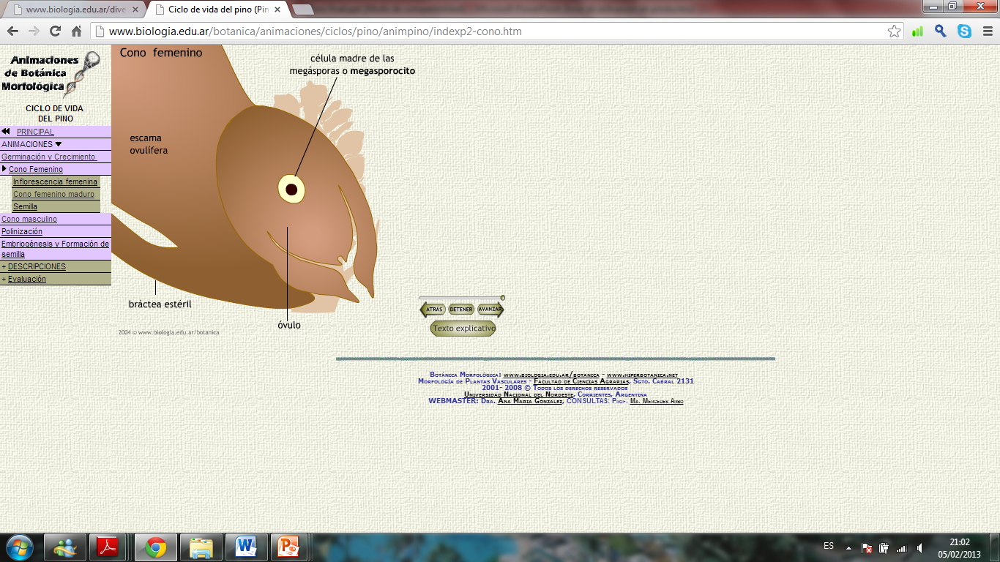 www.biologia.edu.ar/dive
Ciclo de vida del pino (Pin
www.biologia.edu.ar/botanica/animaciones/ciclos/pino/animpino/indexp2-cono.htm
Animaciones
de Botánica
Morfológica
CICLO DE VIDA
DEL PINO
PRINCIPAL
ANIMACIONES
Germinación y Crecimiento
Cono Femenino
Inflorescencia femenina
Cono femenino maduro
Semilla
Cono masculino
Polinización
Embriogénesis y Formación de
semilla
+ DESCRIPCIONES
+ Evaluación
Cono femenino
célula madre de las
megásporas o megasporocito
escama
ovulífera
bráctea estéril
óvulo
2004 © www.biologia.edu.ar/botanica
ATRÁS DETENER AVANZAR
Texto explicativo
Botánica Morfológica: www.biologia.edu.ar/botanica - www.hiperbotanica.net
Morfología de Plantas Vasculares - Facultad de Ciencias Agrarias, Sgto. Cabral 2131
2001- 2008 © Todos los derechos reservados
Universidad Nacional del Nordeste, Corrientes, Argentina
WEBMASTER: Dra. Ana Maria Gonzalez, CONSULTAS: Prof. Ma. Mercedes Arbo
ES
21:02
05/02/2013